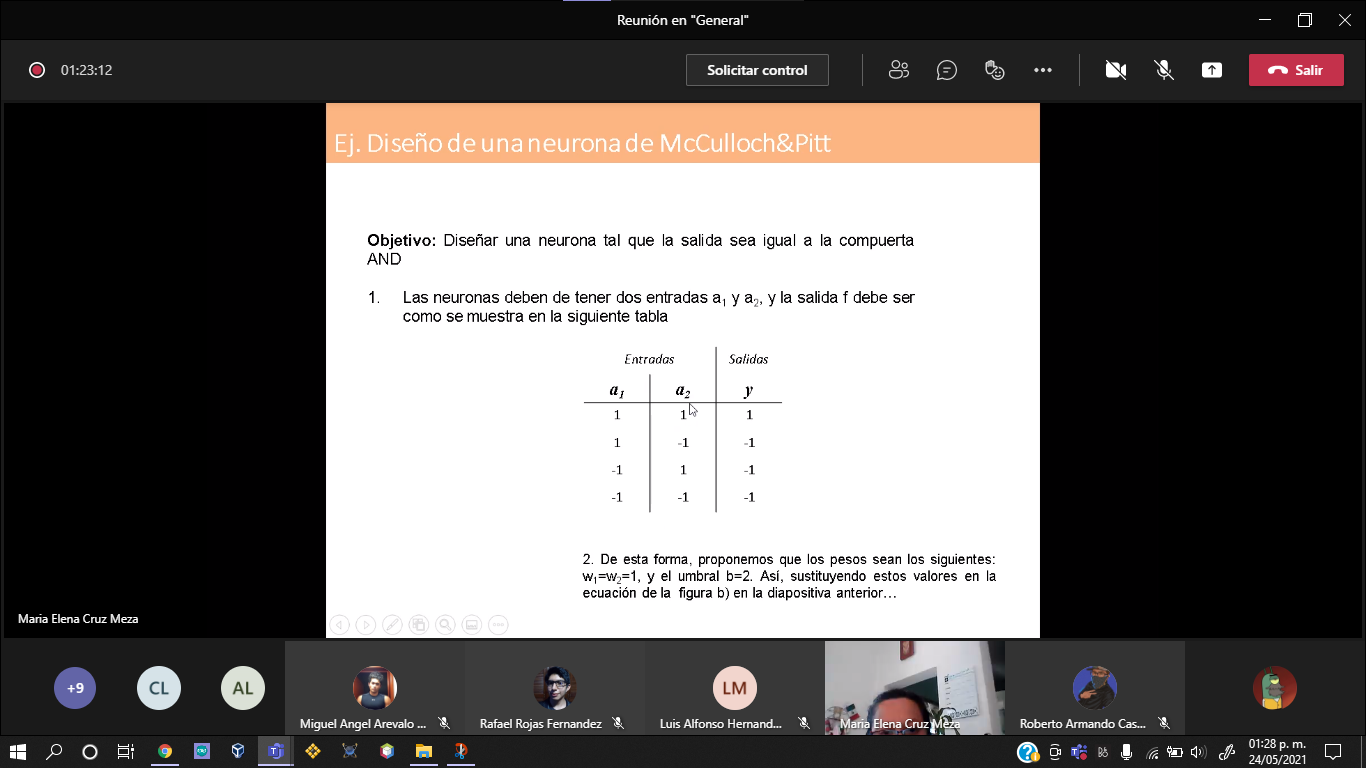 Reunión en "General"
01:23:12
Solicitar control
Salir
Ej. Diseño de una neurona de McCulloch&Pitt
Objetivo: Diseñar una neurona tal que la salida sea igual a la compuerta
AND
1. Las neuronas deben de tener dos entradas a₁ y a₂, y la salida f debe ser
como se muestra en la siguiente tabla
Entradas Salidas
a₁ a₂ y
1 1 1
1 -1 -1
-1 1 -1
-1 -1 -1
2. De esta forma, proponemos que los pesos sean los siguientes:
w₁=w₂=1, y el umbral b=2. Así, sustituyendo estos valores en la
ecuación de la figura b) en la diapositiva anterior…
Maria Elena Cruz Meza
+9
CL
AL
LM
Miguel Angel Arevalo ...
Rafael Rojas Fernandez
Luis Alfonso Hernand...
Maria Elena Cruz Meza
Roberto Armando Cas...
01:28 p. m.
24/05/2021